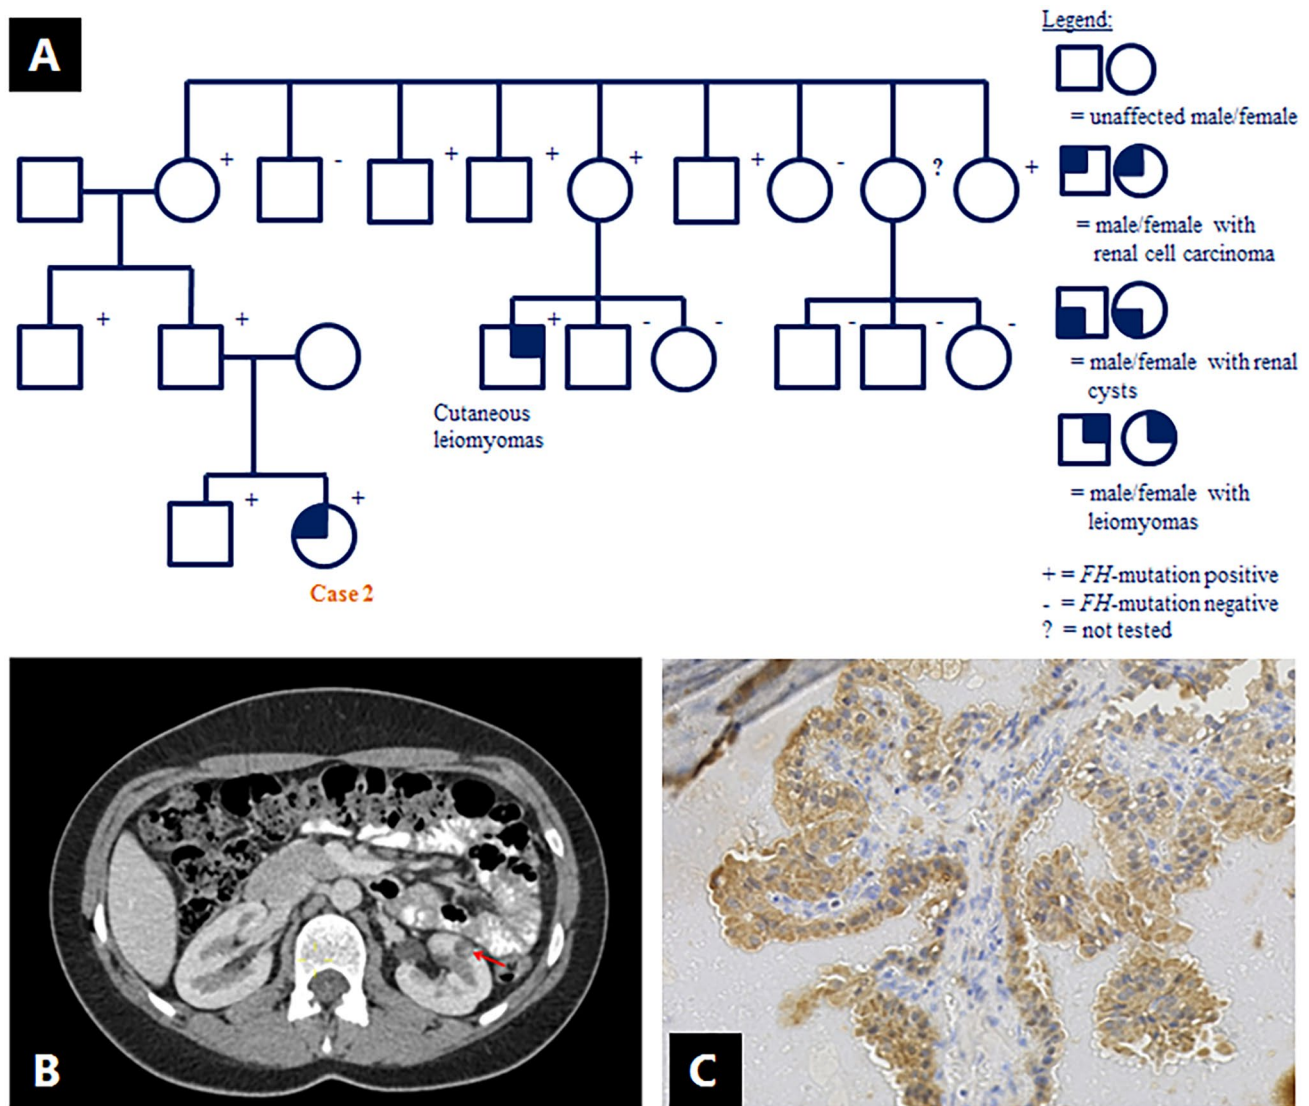 A
Legend:
= unaffected male/female
= male/female with
renal cell carcinoma
= male/female with renal
cysts
= male/female with
leiomyomas
+ = FH-mutation positive
- = FH-mutation negative
? = not tested
+ - + + + + - ? +
+ + + - - - - -
Cutaneous
leiomyomas
+ +
Case 2
B
C